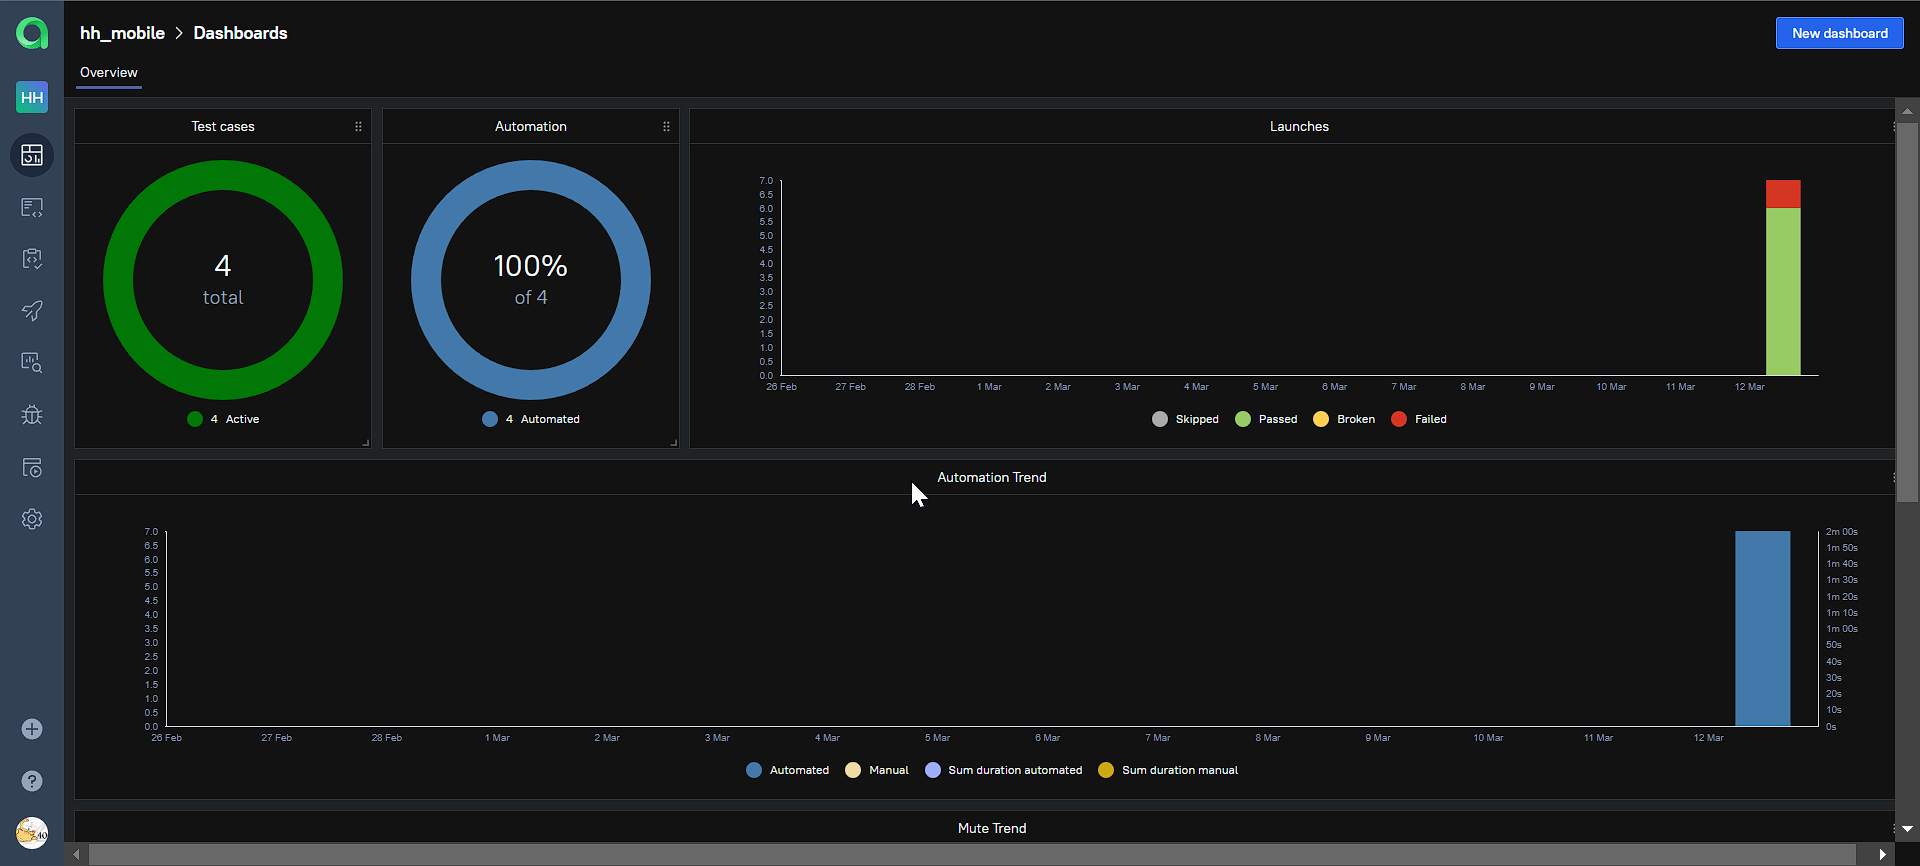 hh_mobile > Dashboards
New dashboard
Overview
HH
Test cases
4
total
4 Active
Automation
100%
of 4
4 Automated
Launches
7.0
6.5
6.0
5.5
5.0
4.5
4.0
3.5
3.0
2.5
2.0
1.5
1.0
0.5
0.0
26 Feb 27 Feb 28 Feb 1 Mar 2 Mar 3 Mar 4 Mar 5 Mar 6 Mar 7 Mar 8 Mar 9 Mar 10 Mar 11 Mar 12 Mar
Skipped Passed Broken Failed
Automation Trend
7.0
6.5
6.0
5.5
5.0
4.5
4.0
3.5
3.0
2.5
2.0
1.5
1.0
0.5
0.0
2m 00s
1m 50s
1m 40s
1m 30s
1m 20s
1m 10s
1m 00s
50s
40s
30s
20s
10s
0s
26 Feb 27 Feb 28 Feb 1 Mar 2 Mar 3 Mar 4 Mar 5 Mar 6 Mar 7 Mar 8 Mar 9 Mar 10 Mar 11 Mar 12 Mar
Automated Manual Sum duration automated Sum duration manual
Mute Trend